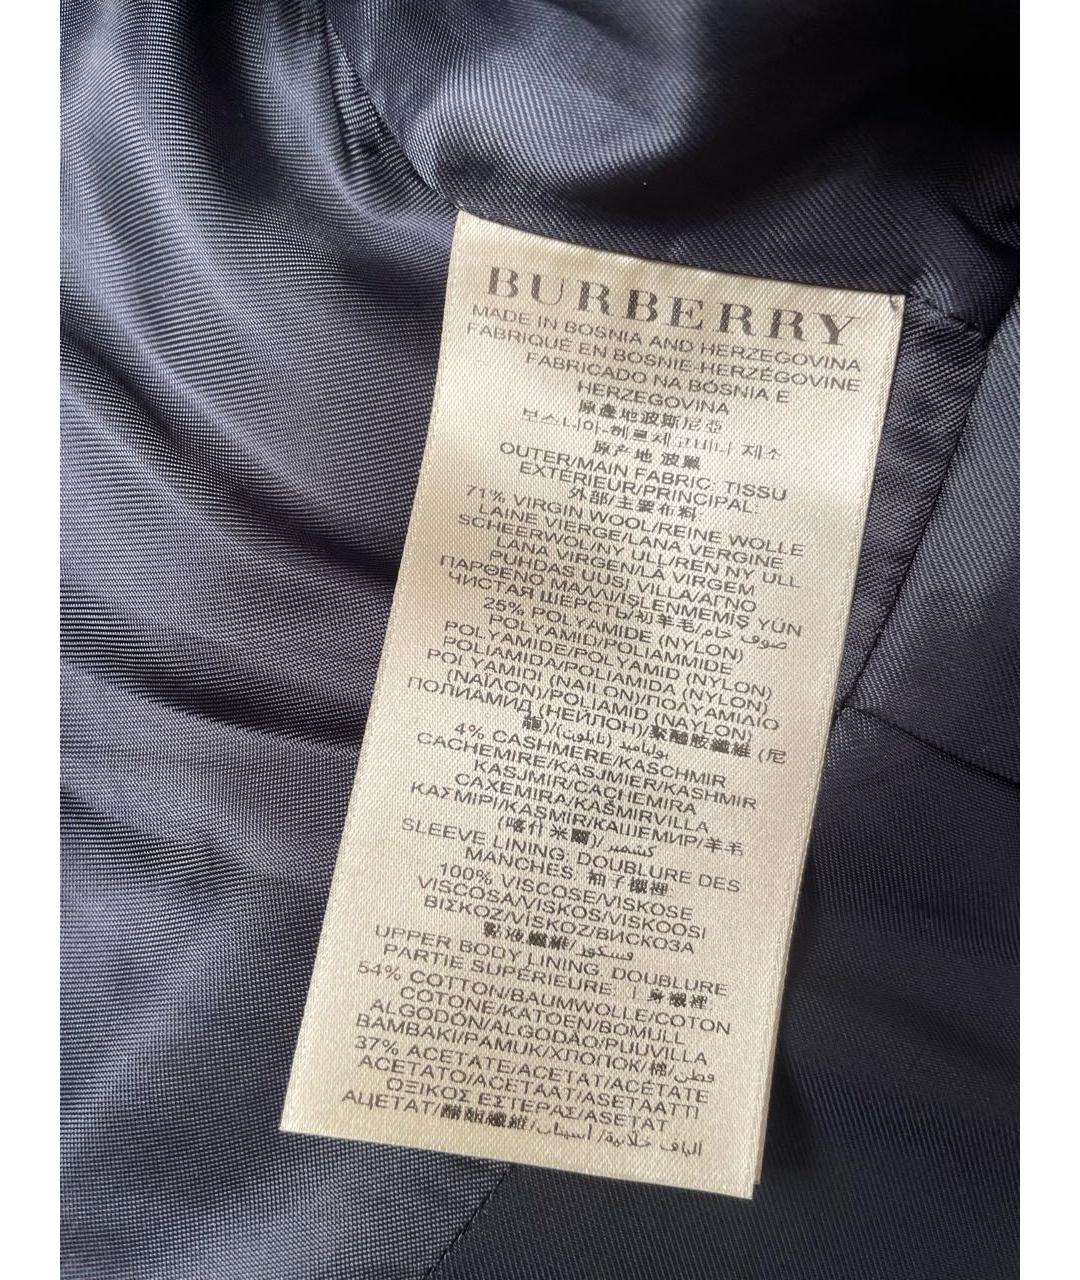 BURBERRY
MADE IN BOSNIA AND HERZEGOVINA
FABRIQUÉ EN BOSNIE-HERZÉGOVINE
FABRICADO NA BÓSNIA E
HERZEGOVINA
原產地波斯尼亞
보스니아-헤르체고비나 제조
原产地 波黑
OUTER/MAIN FABRIC: TISSU
EXTÉRIEUR/PRINCIPAL:
外部/主要布料:
71% VIRGIN WOOL/REINE WOLLE
LAINE VIERGE/LANA VERGINE
SCHEERWOL/NY ULL/REN NY ULL
LANA VIRGEN/LÃ VIRGEM
PUHDAS UUSI VILLA/ΑΓΝΟ
ΠΑΡΘΕΝΟ ΜΑΛΛΙ/İŞLENMEMİŞ YÜN
ЧИСТАЯ ШЕРСТЬ/初羊毛/صوف خام
25% POLYAMIDE (NYLON)
POLYAMID/POLIAMMIDE
POLYAMIDE/POLYAMID (NYLON)
POLIAMIDA/POLIAMIDA (NYLON)
POLYAMIDI (NAILON)/ΠΟΛΥΑΜΙΔΙΟ
(ΝΑΪΛΟΝ)/POLIAMID (NAYLON)
ПОЛИАМИД (НЕЙЛОН)/聚醯胺纖維 (尼
龍)/بولياميد (نايلون)
4% CASHMERE/KASCHMIR
CACHEMIRE/KASJMIER/KASHMIR
KASJMIR/CACHEMIRA
CAXEMIRA/KAŠMIRVILLA
ΚΑΣΜΙΡΙ/KAŞMİR/КАШЕМИР/羊毛
(喀什米爾)/كشمير
SLEEVE LINING: DOUBLURE DES
MANCHES: 袖子襯裡
100% VISCOSE/VISKOSE
VISCOSA/VISKOS/VISKOOSI
ΒΙΣΚΟΖ/VİSKOZ/ВИСКОЗА
黏液纖維/فسكوز
UPPER BODY LINING: DOUBLURE
PARTIE SUPÉRIEURE: 上身襯裡
54% COTTON/BAUMWOLLE/COTON
COTONE/KATOEN/BOMULL
ALGODÓN/ALGODÃO/PUUVILLA
BAMBAKI/PAMUK/ХЛОПОК/棉/قطن
37% ACETATE/ACETAT/ACÉTATE
ACETATO/ACETAAT/ASETAATTI
ΟΞΙΚΟΣ ΕΣΤΕΡΑΣ/ASETAT
АЦЕТАТ/醋酸纖維/ألياف خلانية/ أسيتات